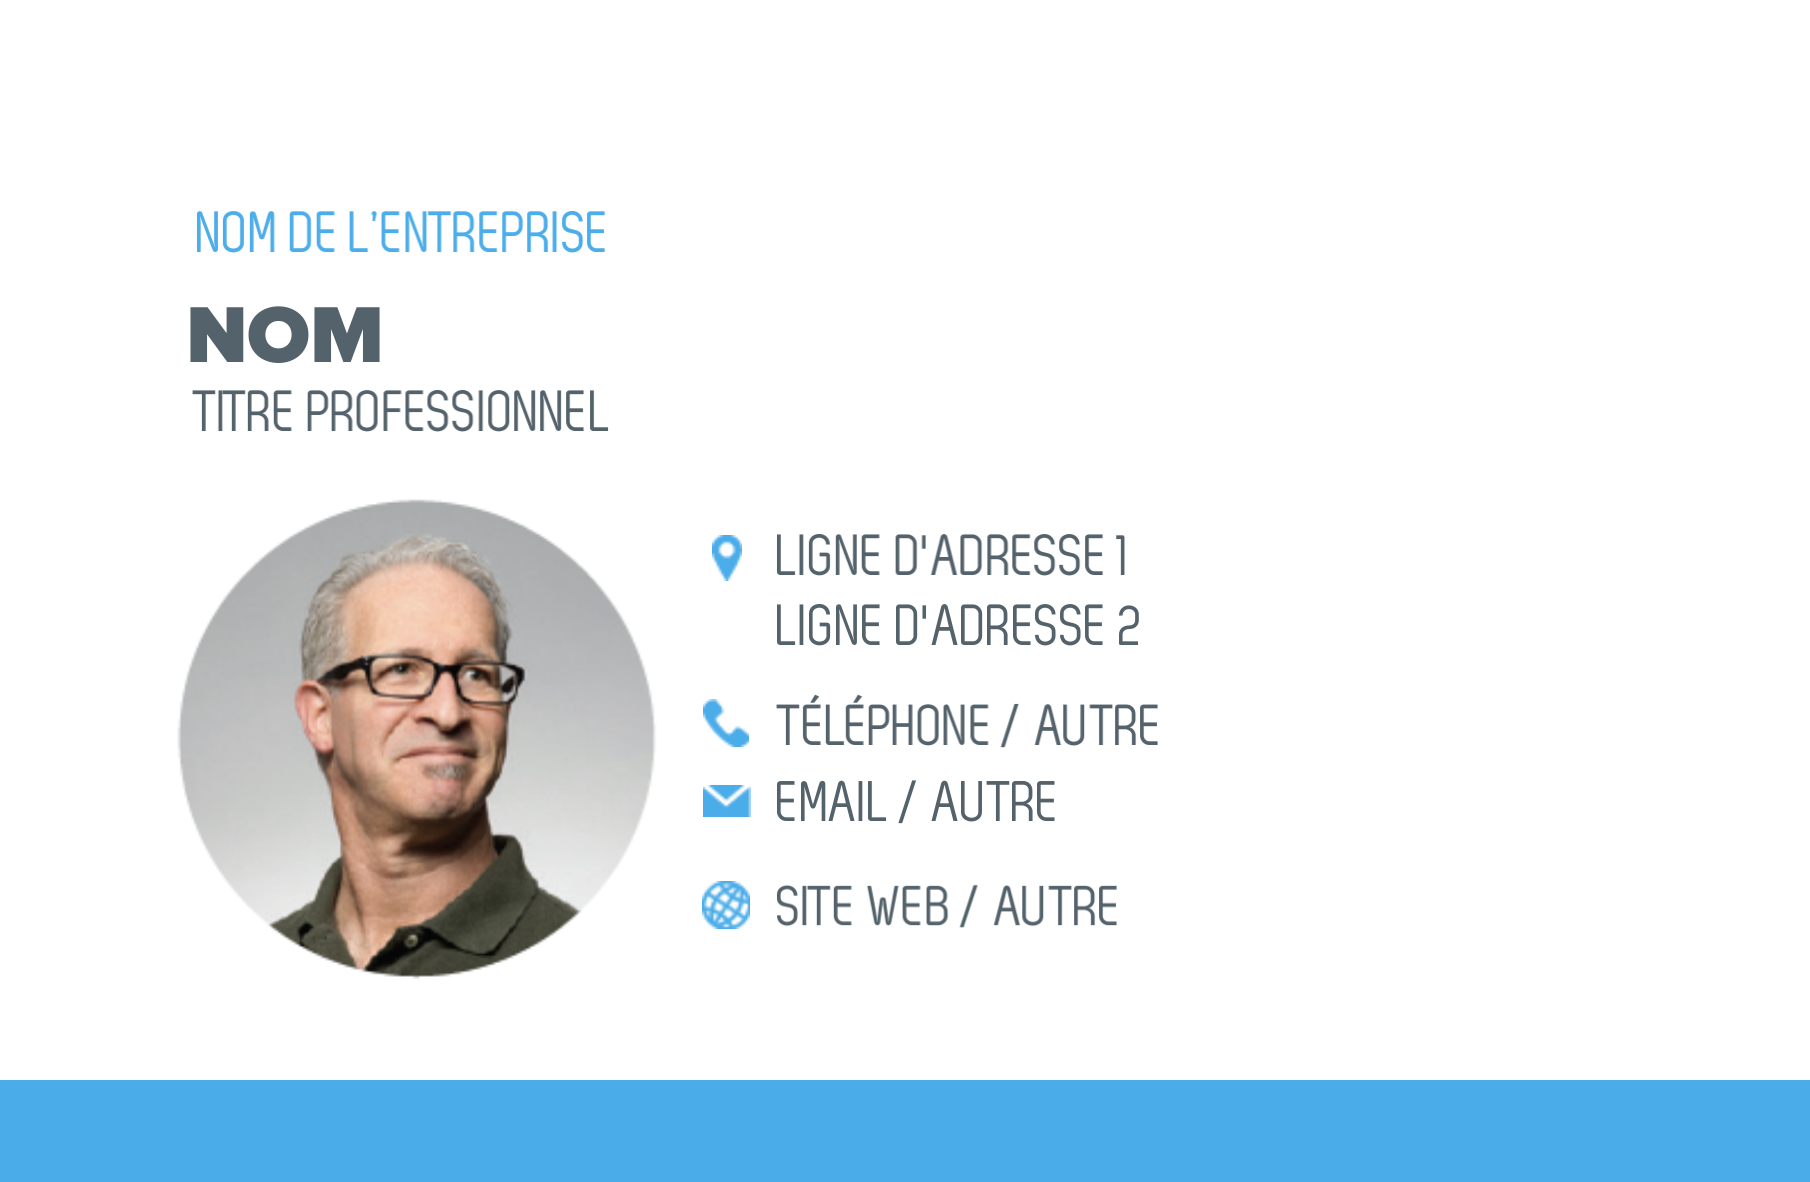 NOM DE L’ENTREPRISE
NOM
TITRE PROFESSIONNEL
LIGNE D'ADRESSE 1
LIGNE D'ADRESSE 2
TÉLÉPHONE / AUTRE
EMAIL / AUTRE
SITE WEB / AUTRE